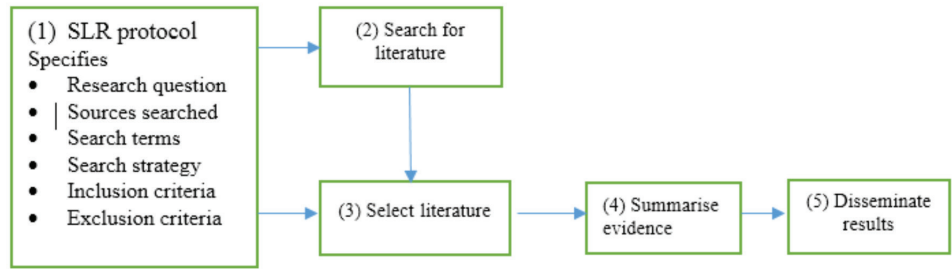 (1) SLR protocol
Specifies
• Research question
• Sources searched
• Search terms
• Search strategy
• Inclusion criteria
• Exclusion criteria
(2) Search for
literature
(3) Select literature
(4) Summarise
evidence
(5) Disseminate
results